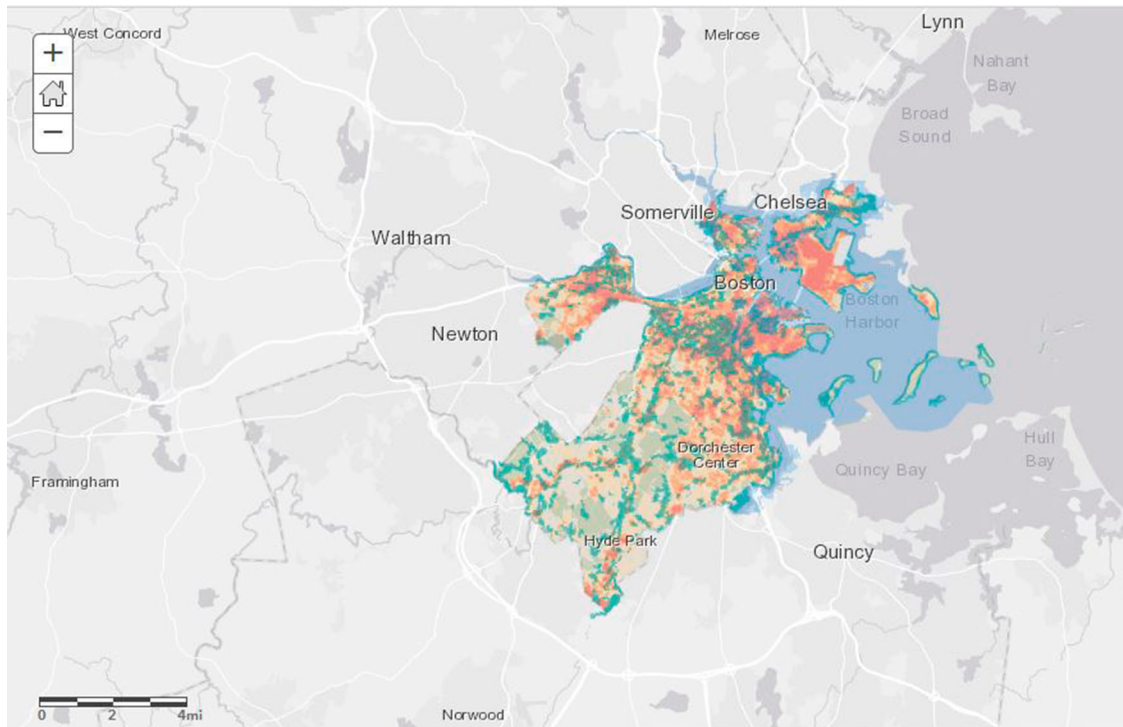 Lynn
West Concord
Melrose
+
Nahant
Bay
−
Broad
Sound
Chelsea
Somerville
Waltham
Boston
Boston
Harbor
Newton
Dorchester
Center
Hull
Bay
Quincy Bay
Framingham
Hyde Park
Quincy
0 2 4mi
Norwood